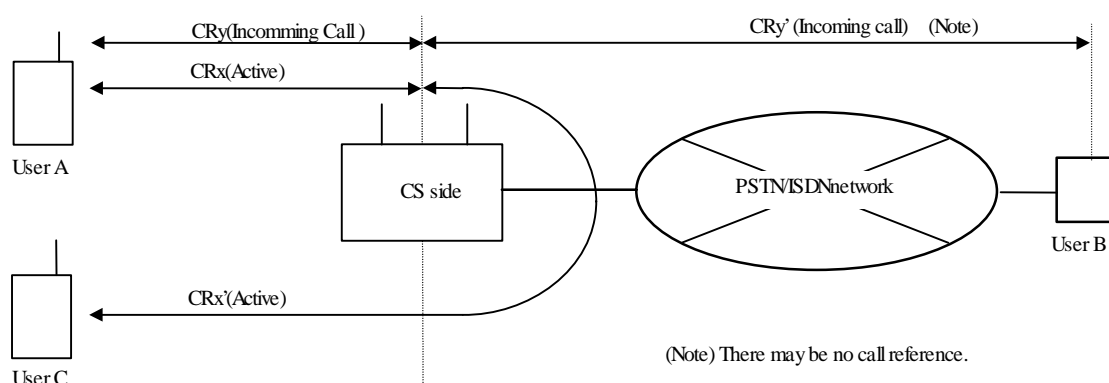 CRy(Incomming Call )
CRy' (Incoming call) (Note)
CRx(Active)
User A
CS side
PSTN/ISDNnetwork
User B
CRx'(Active)
(Note) There may be no call reference.
User C